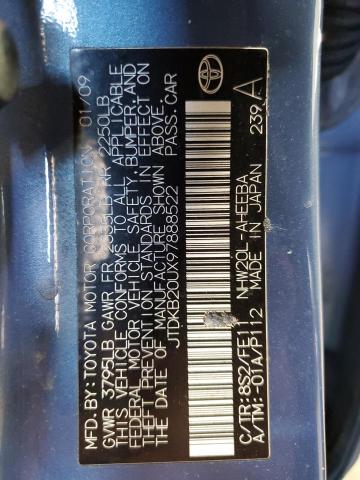 MFD. BY: TOYOTA MOTOR CORPORATION 01/09
GVWR 3795LB GAWR FR 2335LB RR 2250LB
THIS VEHICLE CONFORMS TO ALL APPLICABLE
FEDERAL MOTOR VEHICLE SAFETY, BUMPER, AND
THEFT PREVENTION STANDARDS IN EFFECT ON
THE DATE OF MANUFACTURE SHOWN ABOVE.
JTDKB20UX97888522 PASS. CAR
C/TR:8S2/FE11 NHW20L-AHEEBA
A/TM:-01A/P112 MADE IN JAPAN 239 A